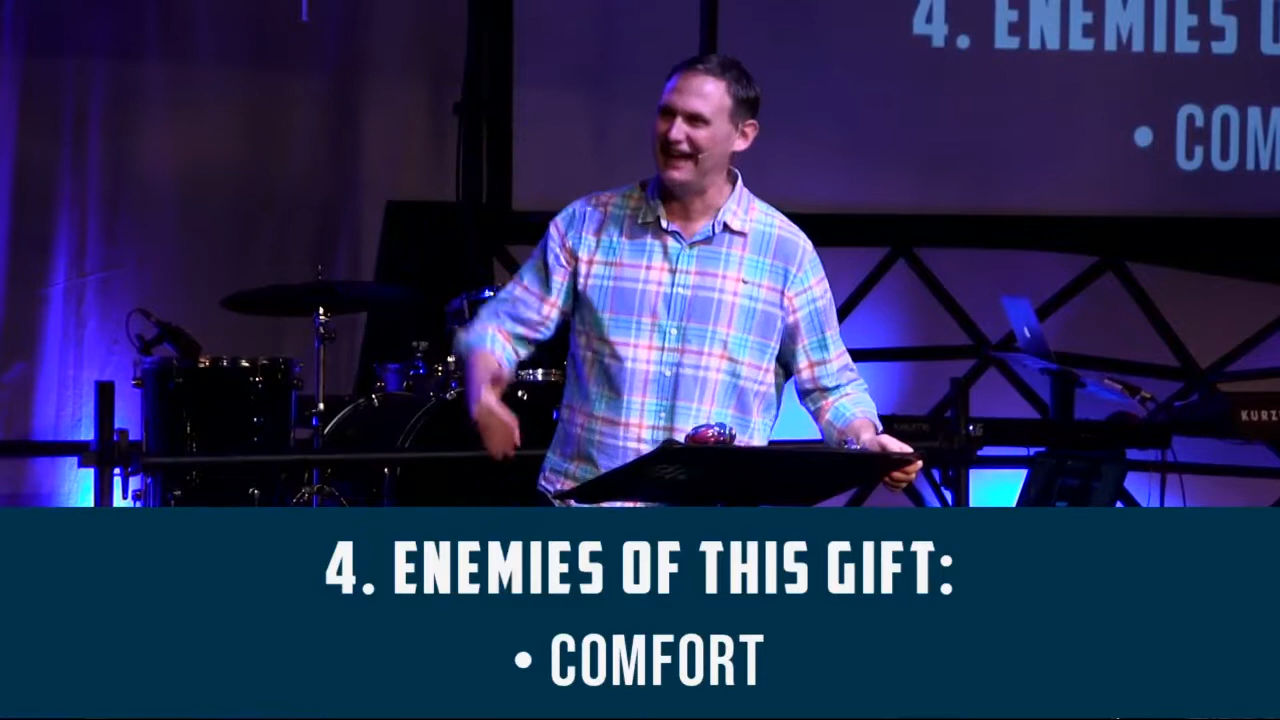 4. ENEMIES O
• COM
KURZ
4. ENEMIES OF THIS GIFT:
• COMFORT